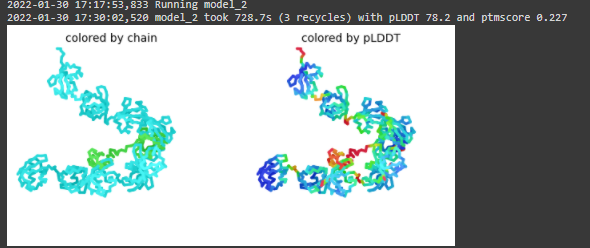 2022-01-30 17:17:53,833 Running model_2
2022-01-30 17:30:02,520 model_2 took 728.7s (3 recycles) with pLDDT 78.2 and ptmscore 0.227
colored by chain
colored by pLDDT